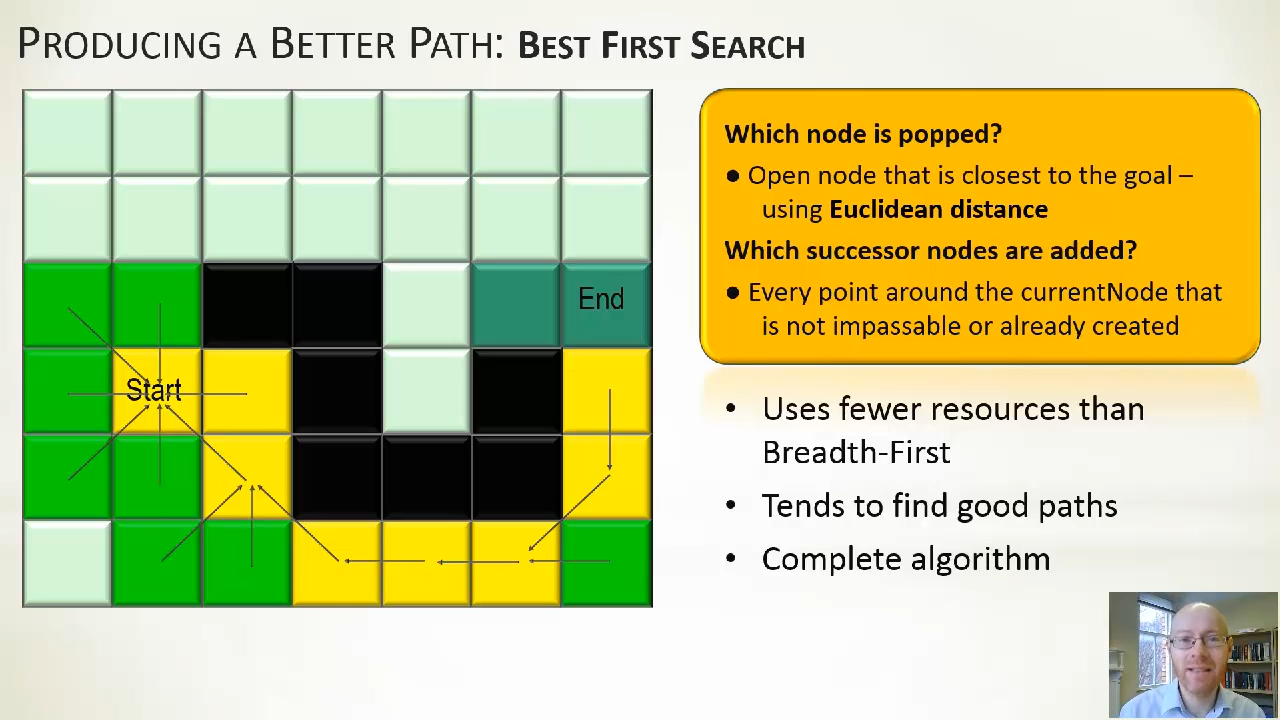 PRODUCING A BETTER PATH: BEST FIRST SEARCH
Start
End
Which node is popped?
● Open node that is closest to the goal –
using Euclidean distance
Which successor nodes are added?
● Every point around the currentNode that
is not impassable or already created
• Uses fewer resources than
Breadth-First
• Tends to find good paths
• Complete algorithm